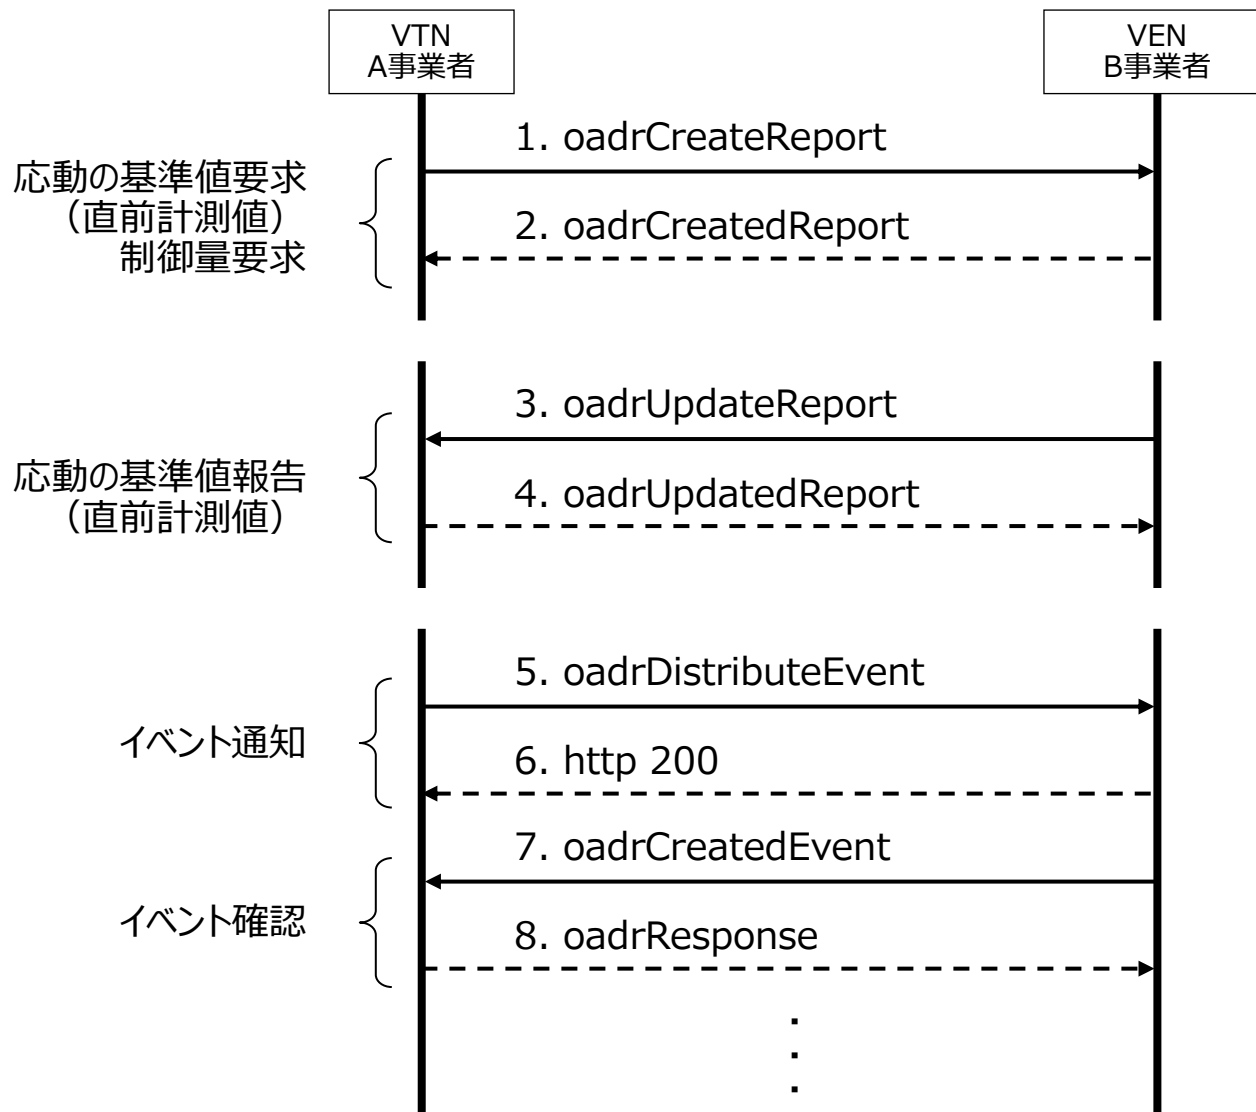 VTN
A事業者
VEN
B事業者
1. oadrCreateReport
応動の基準値要求
（直前計測値）
制御量要求
2. oadrCreatedReport
3. oadrUpdateReport
応動の基準値報告
（直前計測値）
4. oadrUpdatedReport
5. oadrDistributeEvent
イベント通知
6. http 200
7. oadrCreatedEvent
イベント確認
8. oadrResponse